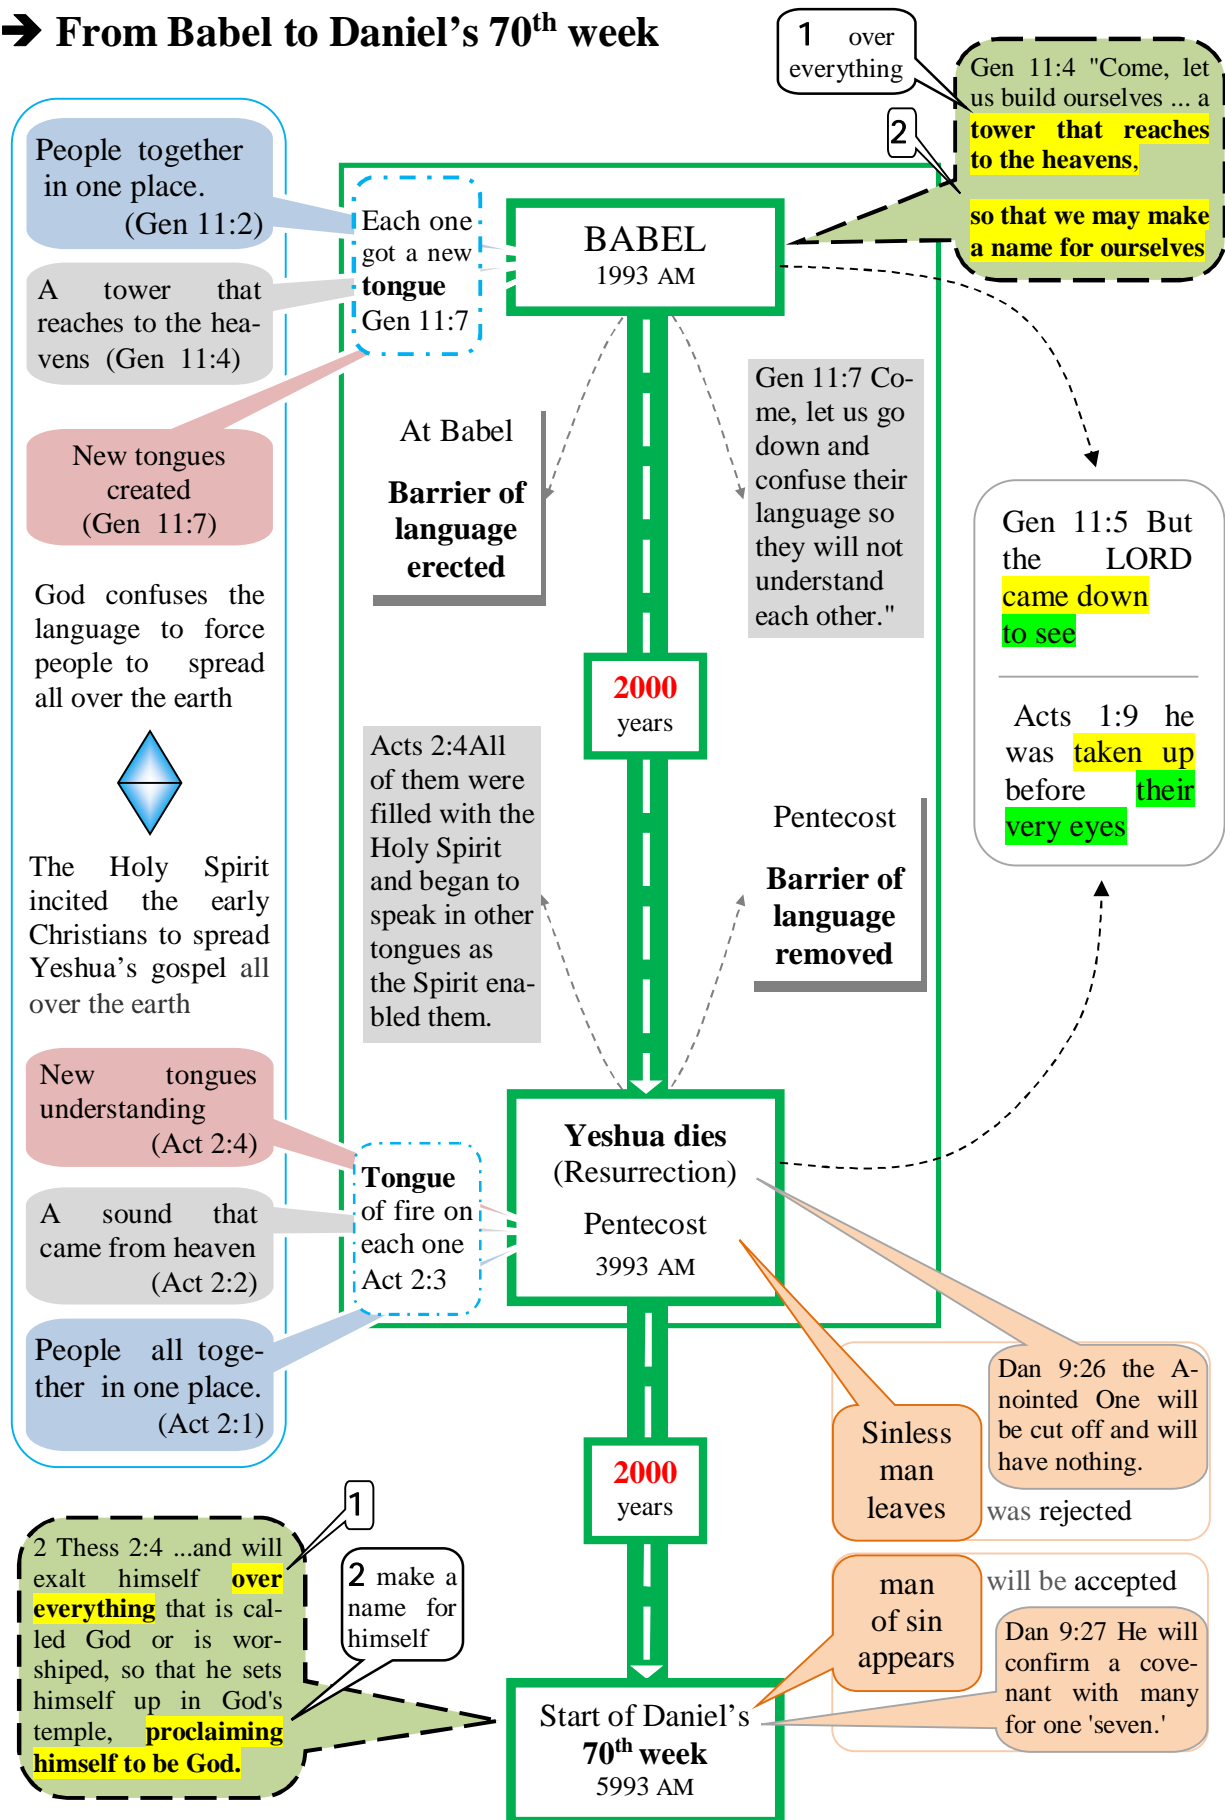 ➔ From Babel to Daniel’s 70th week
1 over
everything
Gen 11:4 "Come, let
us build ourselves ... a
tower that reaches
to the heavens,
so that we may make
a name for ourselves
2
People together
in one place.
(Gen 11:2)
A tower that
reaches to the hea-
vens (Gen 11:4)
New tongues
created
(Gen 11:7)
Each one
got a new
tongue
Gen 11:7
BABEL
1993 AM
At Babel
Barrier of
language
erected
Gen 11:7 Co-
me, let us go
down and
confuse their
language so
they will not
understand
each other."
Gen 11:5 But
the LORD
came down
to see
Acts 1:9 he
was taken up
before their
very eyes
God confuses the
language to force
people to spread
all over the earth
The Holy Spirit
incited the early
Christians to spread
Yeshua’s gospel all
over the earth
2000
years
Acts 2:4All
of them were
filled with the
Holy Spirit
and began to
speak in other
tongues as
the Spirit ena-
bled them.
Pentecost
Barrier of
language
removed
New tongues
understanding
(Act 2:4)
A sound that
came from heaven
(Act 2:2)
People all toge-
ther in one place.
(Act 2:1)
Tongue
of fire on
each one
Act 2:3
Yeshua dies
(Resurrection)
Pentecost
3993 AM
Dan 9:26 the A-
nointed One will
be cut off and will
have nothing.
Sinless
man
leaves
was rejected
2000
years
1
2 Thess 2:4 ...and will
exalt himself over
everything that is cal-
led God or is wor-
shiped, so that he sets
himself up in God's
temple, proclaiming
himself to be God.
2 make a
name for
himself
man
of sin
appears
will be accepted
Dan 9:27 He will
confirm a cove-
nant with many
for one 'seven.'
Start of Daniel’s
70th week
5993 AM